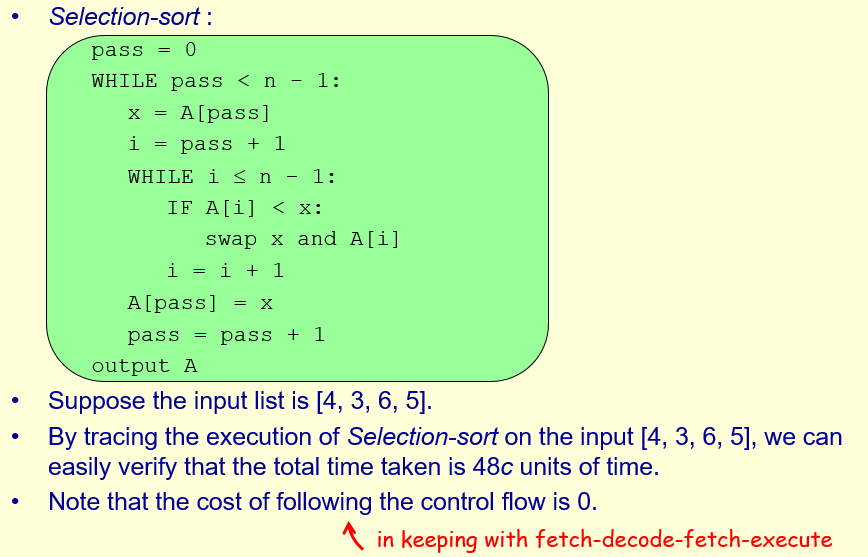 • Selection-sort :
pass = 0
WHILE pass < n - 1:
x = A[pass]
i = pass + 1
WHILE i ≤ n - 1:
IF A[i] < x:
swap x and A[i]
i = i + 1
A[pass] = x
pass = pass + 1
output A
• Suppose the input list is [4, 3, 6, 5].
• By tracing the execution of Selection-sort on the input [4, 3, 6, 5], we can
easily verify that the total time taken is 48c units of time.
• Note that the cost of following the control flow is 0.
in keeping with fetch-decode-fetch-execute